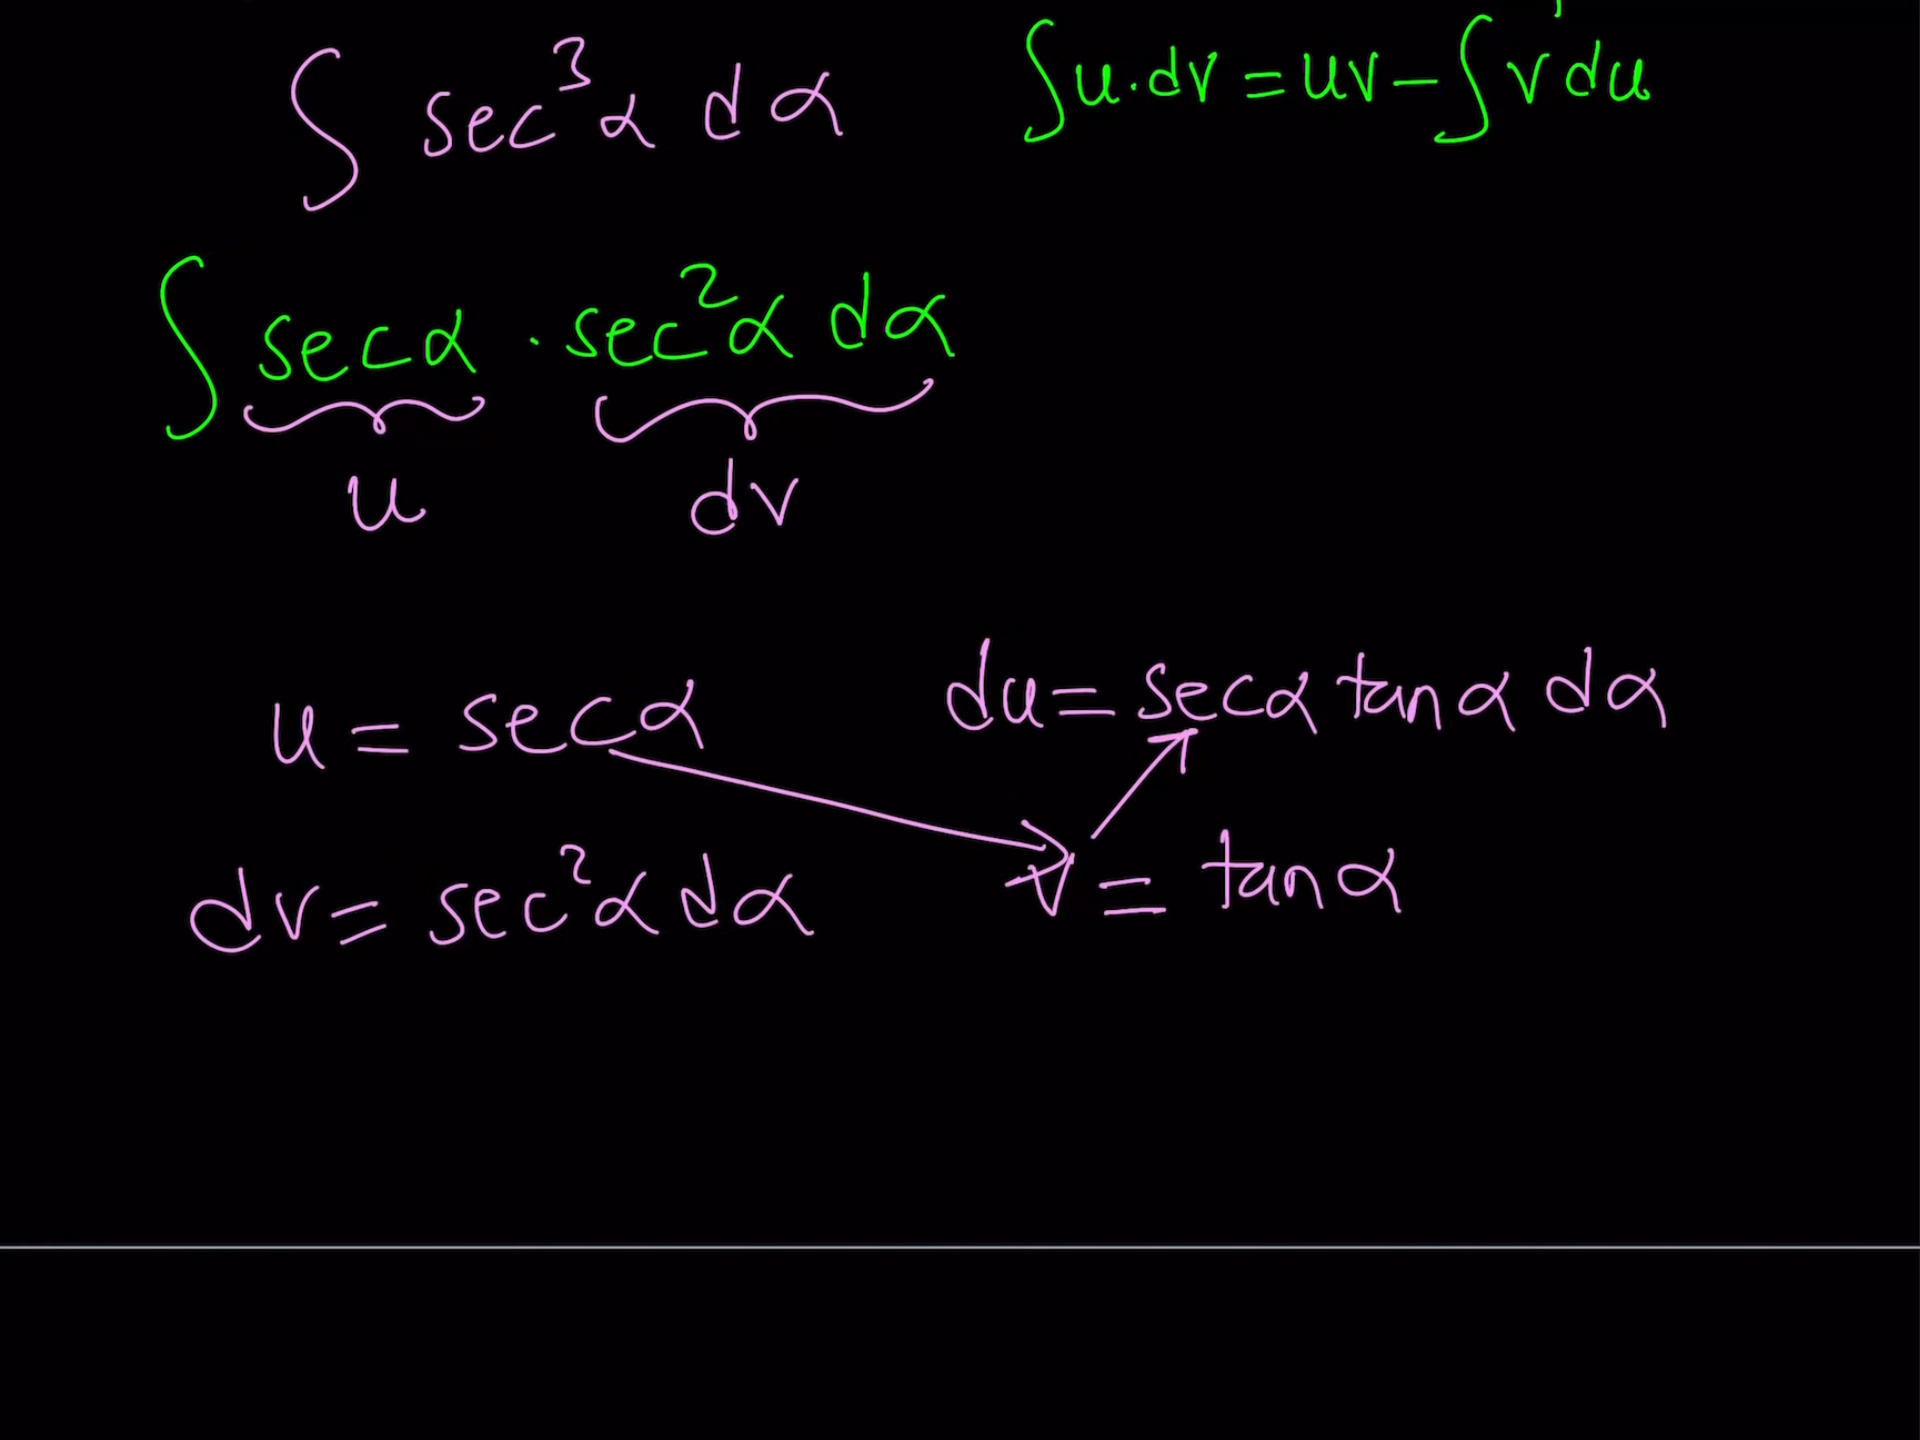 ∫ sec³α dα   ∫u·dv = uv − ∫v du
∫ secα · sec²α dα
u   dv
u = secα   du = secα tanα dα
dv = sec²α dα   v = tanα